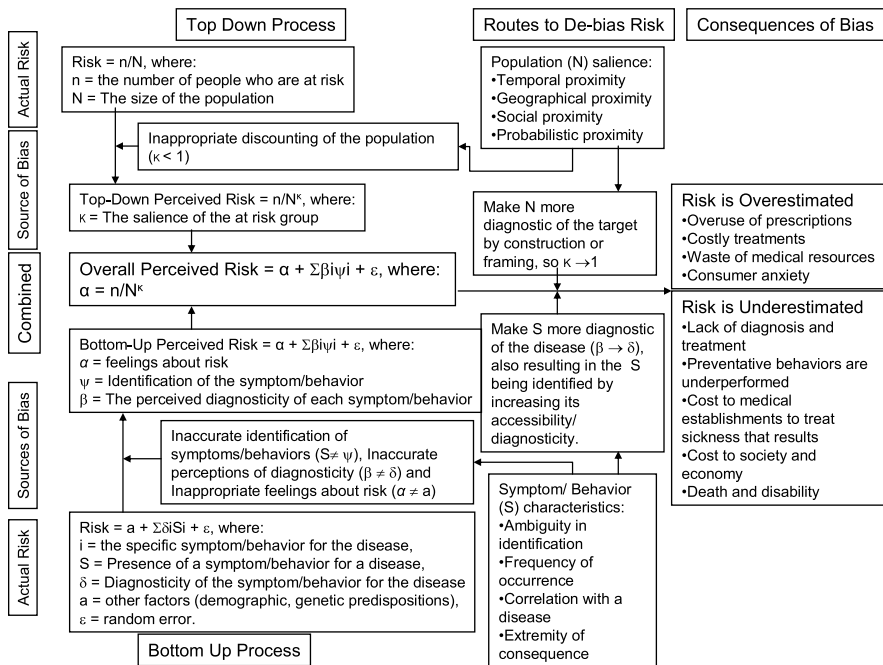 Top Down Process
Routes to De-bias Risk
Consequences of Bias
Actual Risk
Risk = n/N, where:
n = the number of people who are at risk
N = The size of the population
Population (N) salience:
•Temporal proximity
•Geographical proximity
•Social proximity
•Probabilistic proximity
Source of Bias
Inappropriate discounting of the population
(κ < 1)
Top-Down Perceived Risk = n/N^κ, where:
κ = The salience of the at risk group
Make N more
diagnostic of the target
by construction or
framing, so κ →1
Risk is Overestimated
•Overuse of prescriptions
•Costly treatments
•Waste of medical resources
•Consumer anxiety
Combined
Overall Perceived Risk = α + Σβiψi + ε, where:
α = n/N^κ
Bottom-Up Perceived Risk = α + Σβiψi + ε, where:
α = feelings about risk
ψ = Identification of the symptom/behavior
β = The perceived diagnosticity of each symptom/behavior
Make S more diagnostic
of the disease (β → δ),
also resulting in the S
being identified by
increasing its
accessibility/
diagnosticity.
Risk is Underestimated
•Lack of diagnosis and
treatment
•Preventative behaviors are
underperformed
•Cost to medical
establishments to treat
sickness that results
•Cost to society and
economy
•Death and disability
Sources of Bias
Inaccurate identification of
symptoms/behaviors (S≠ ψ), Inaccurate
perceptions of diagnosticity (β ≠ δ) and
Inappropriate feelings about risk (α ≠ a)
Actual Risk
Risk = a + ΣδiSi + ε, where:
i = the specific symptom/behavior for the disease,
S = Presence of a symptom/behavior for a disease,
δ = Diagnosticity of the symptom/behavior for the disease
a = other factors (demographic, genetic predispositions),
ε = random error.
Symptom/ Behavior
(S) characteristics:
•Ambiguity in
identification
•Frequency of
occurrence
•Correlation with a
disease
•Extremity of
consequence
Bottom Up Process